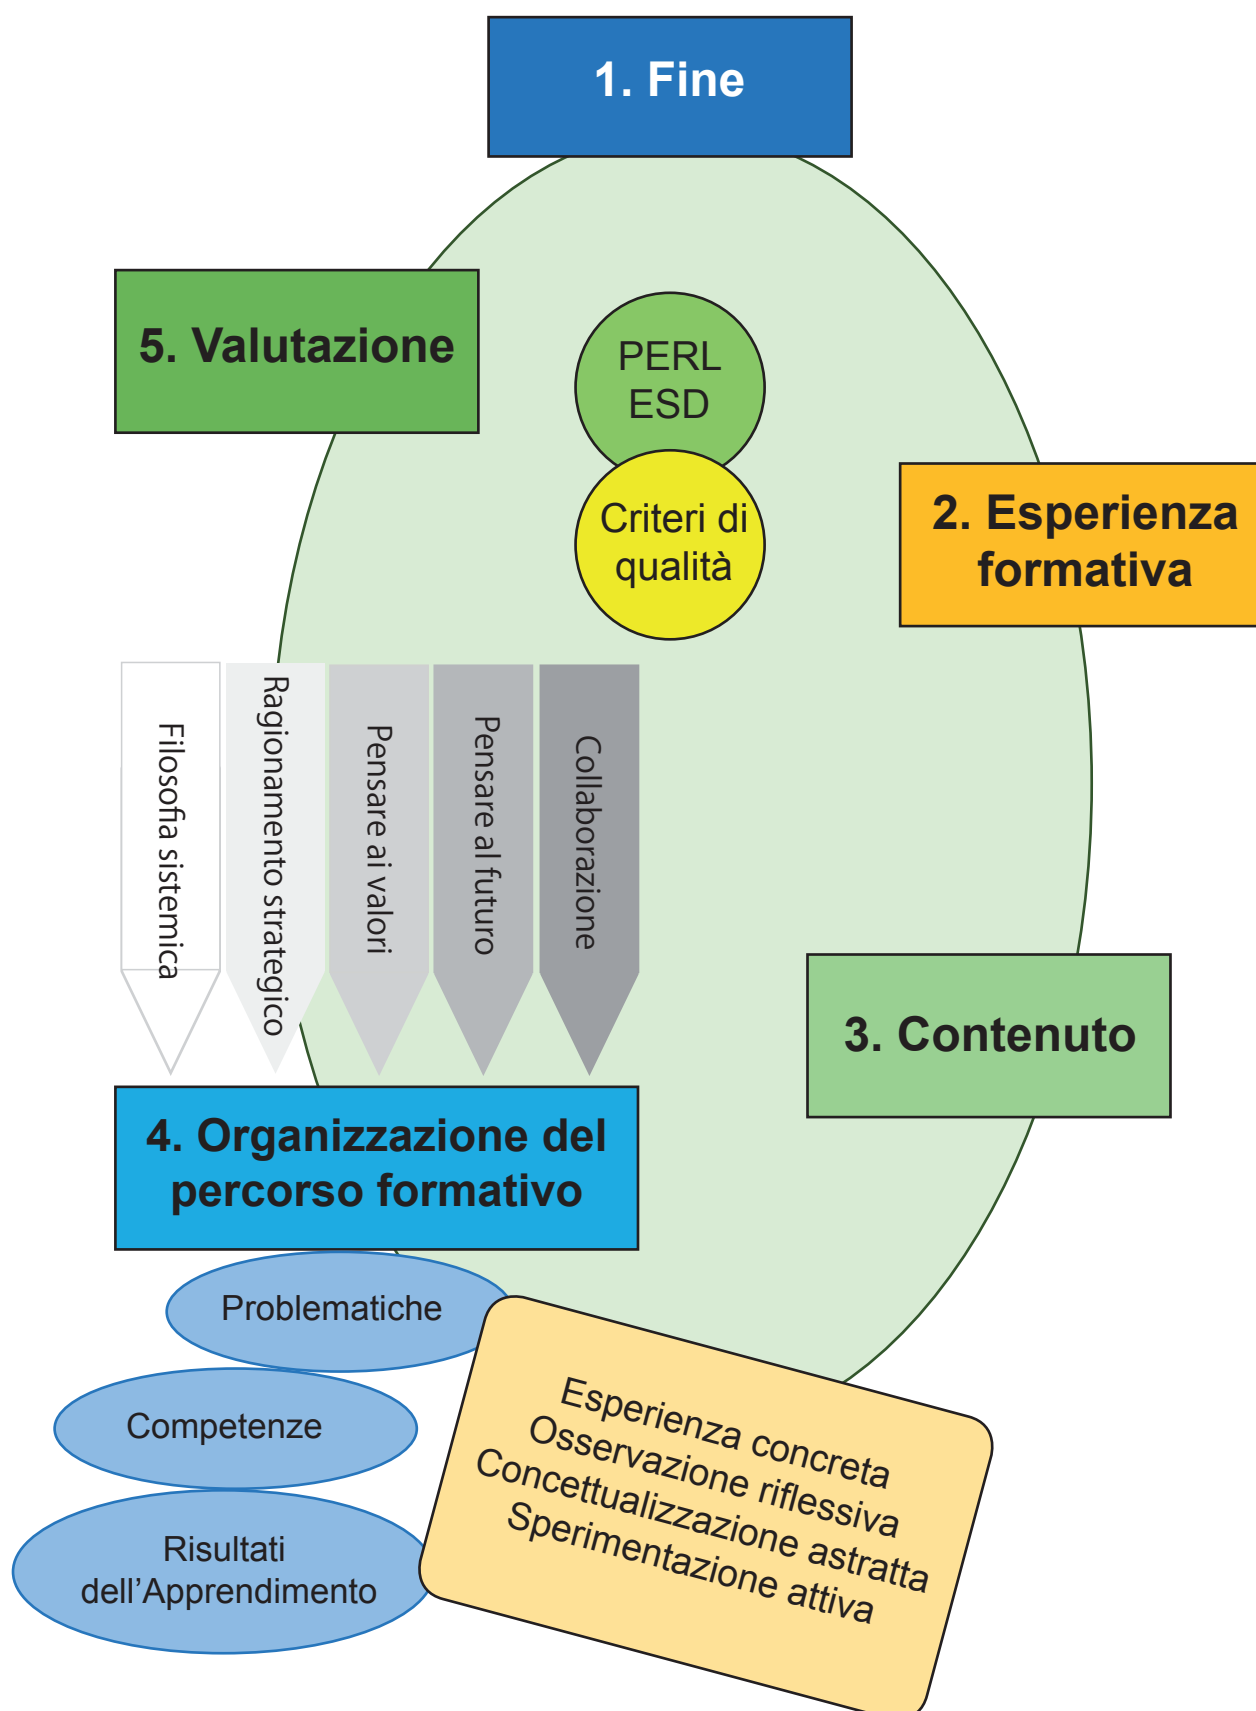 1. Fine
5. Valutazione
PERL
ESD
Criteri di
qualità
2. Esperienza
formativa
Filosofia sistemica
Ragionamento strategico
Pensare ai valori
Pensare al futuro
Collaborazione
3. Contenuto
4. Organizzazione del
percorso formativo
Problematiche
Competenze
Risultati
dell’Apprendimento
Esperienza concreta
Osservazione riflessiva
Concettualizzazione astratta
Sperimentazione attiva